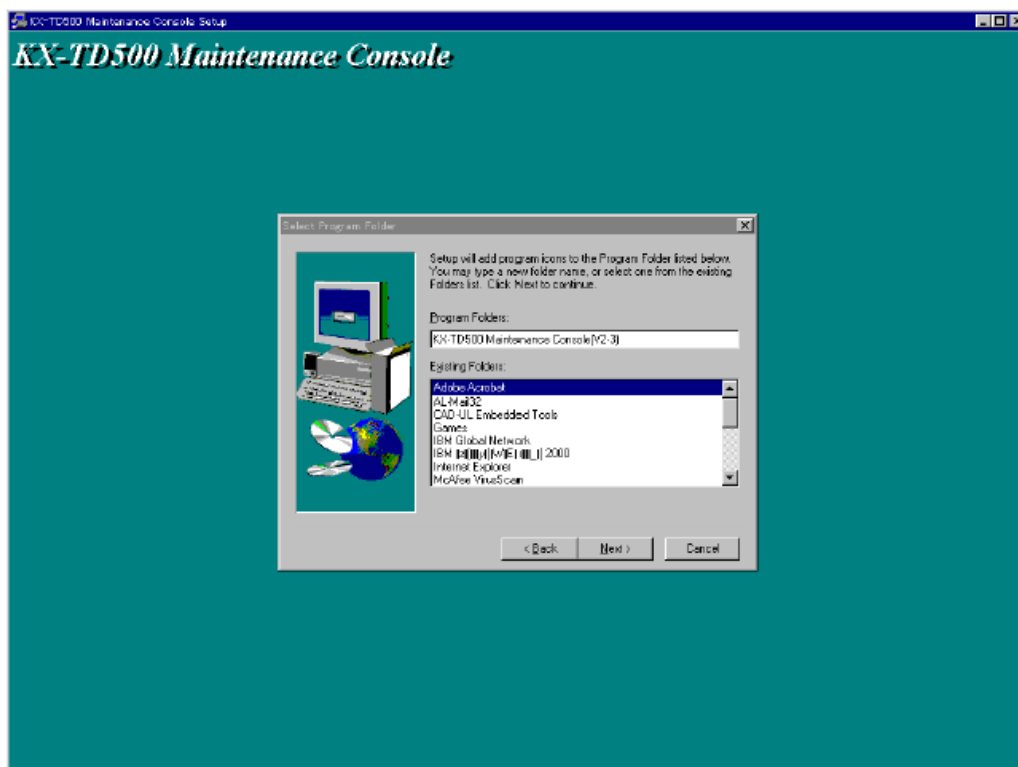 KX-TD500 Maintenance Console Setup
KX-TD500 Maintenance Console
Select Program Folder
Setup will add program icons to the Program Folder listed below.
You may type a new folder name, or select one from the existing
Folders list. Click Next to continue.
Program Folders:
KX-TD500 Maintenance Console(V2-3)
Existing Folders:
Adobe Acrobat
AL-Mail32
CAD-UL Embedded Tools
Games
IBM Global Network
IBM 2000
Internet Explorer
McAfee VirusScan
< Back
Next >
Cancel